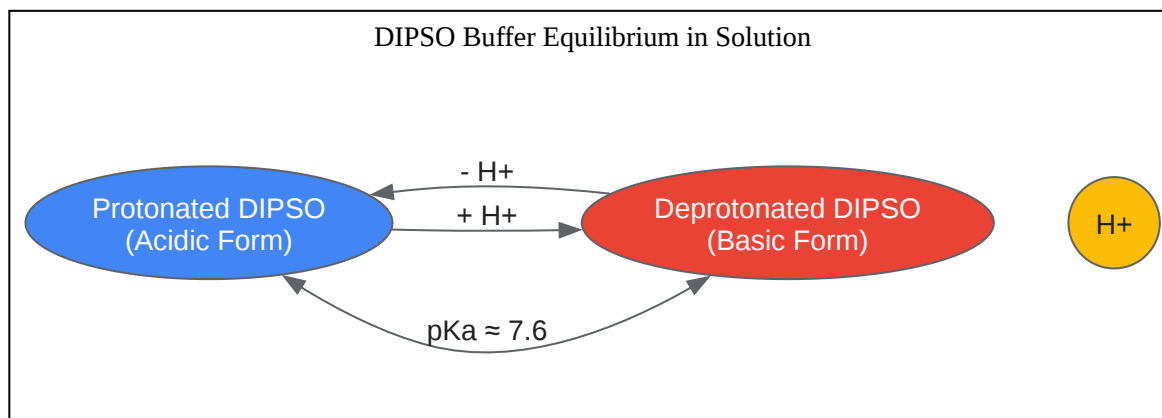 DIPSO Buffer Equilibrium in Solution
- H+
Protonated DIPSO
(Acidic Form)
+ H+
Deprotonated DIPSO
(Basic Form)
H+
pKa ≈ 7.6